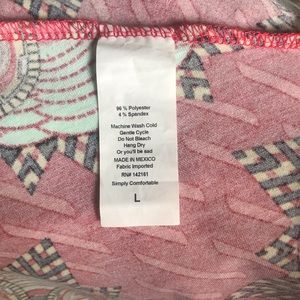 96 % Polyester
4 % Spandex
Machine Wash Cold
Gentle Cycle
Do Not Bleach
Hang Dry
Or you'll be sad
MADE IN MEXICO
Fabric Imported
RN# 142161
Simply Comfortable
L